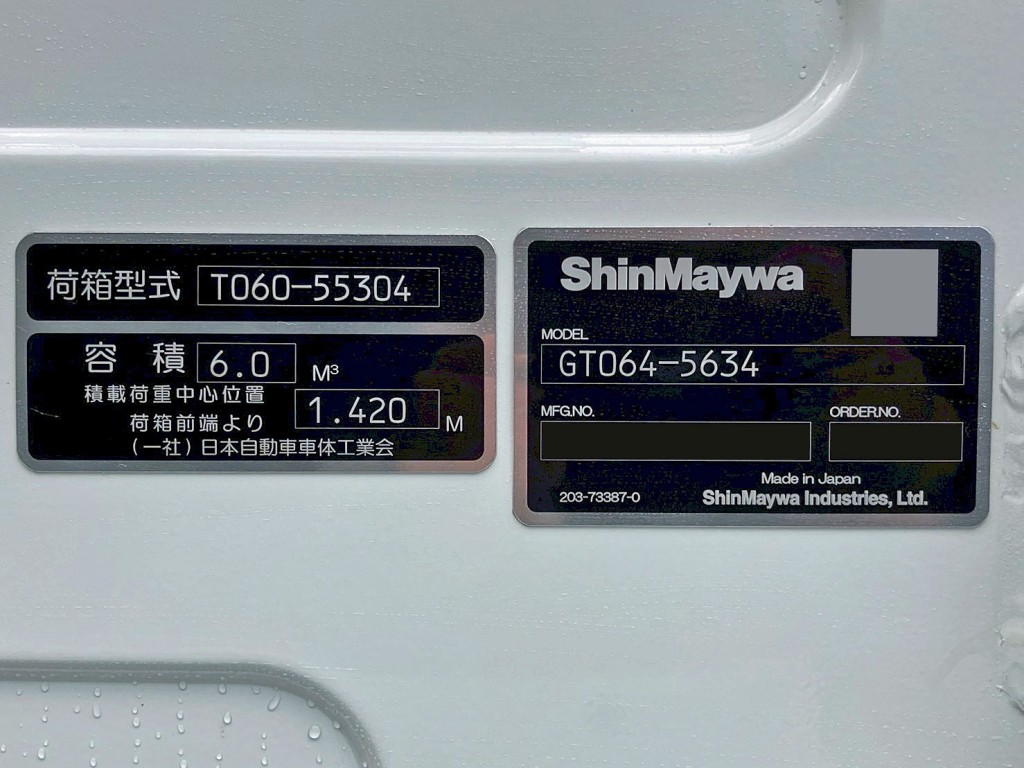 荷箱型式 T060-55304
容 積 6.0 M³
積載荷重中心位置
荷箱前端より 1.420 M
(一社)日本自動車車体工業会
ShinMaywa
MODEL
GT064-5634
MFG.NO. ORDER.NO.
Made in Japan
203-73387-0 ShinMaywa Industries, Ltd.